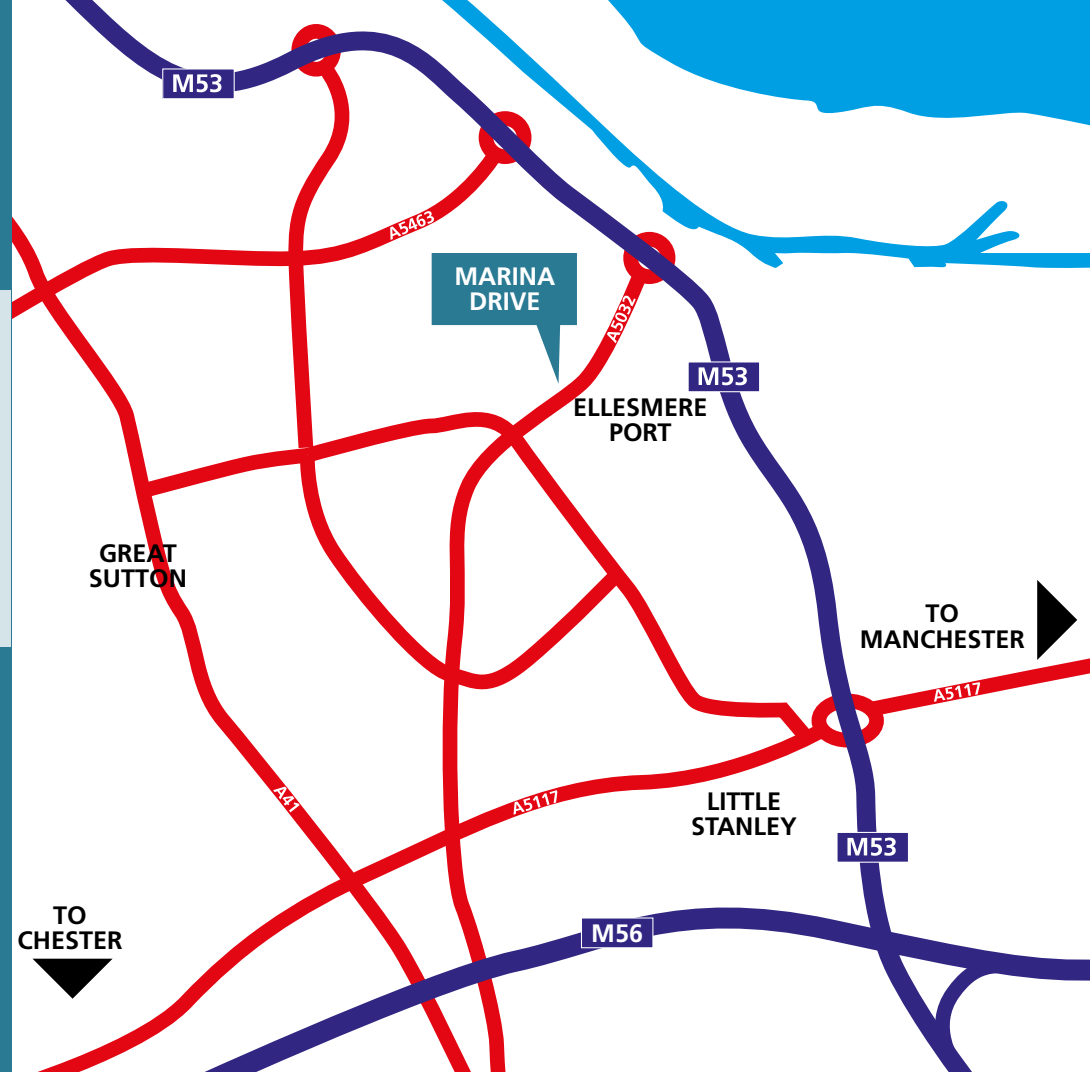 M53
A5463
MARINA
DRIVE
A5032
M53
ELLESMERE
PORT
GREAT
SUTTON
TO
MANCHESTER
A5117
A41
A5117
LITTLE
STANLEY
M53
TO
CHESTER
M56